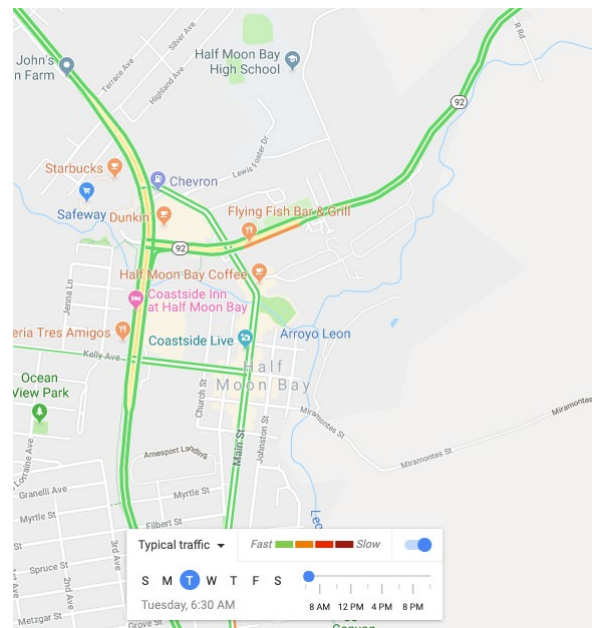 Half Moon Bay
High School
Silver Ave
John's
n Farm
Terrace Ave
Highland Ave
R Rd
92
Lewis Foster Dr
Starbucks
Chevron
Safeway
Dunkin'
Flying Fish Bar & Grill
92
Half Moon Bay Coffee
Jenna Ln
Coastside Inn
at Half Moon Bay
eria Tres Amigos
Coastside Live
Arroyo Leon
Kelly Ave
Half
Moon Bay
Ocean
View Park
Church St
Main St
Johnston St
Miramontes St
Miramontes St
Miramontes
Lorraine Ave
Amesport Landing
Granelli Ave
Myrtle St
Myrtle St
Filbert St
3rd Ave
2nd Ave
Spruce St
Metzgar St
Grove St
Typical traffic
Fast
Slow
S M T W T F S
Tuesday, 6:30 AM
8 AM 12 PM 4 PM 8 PM